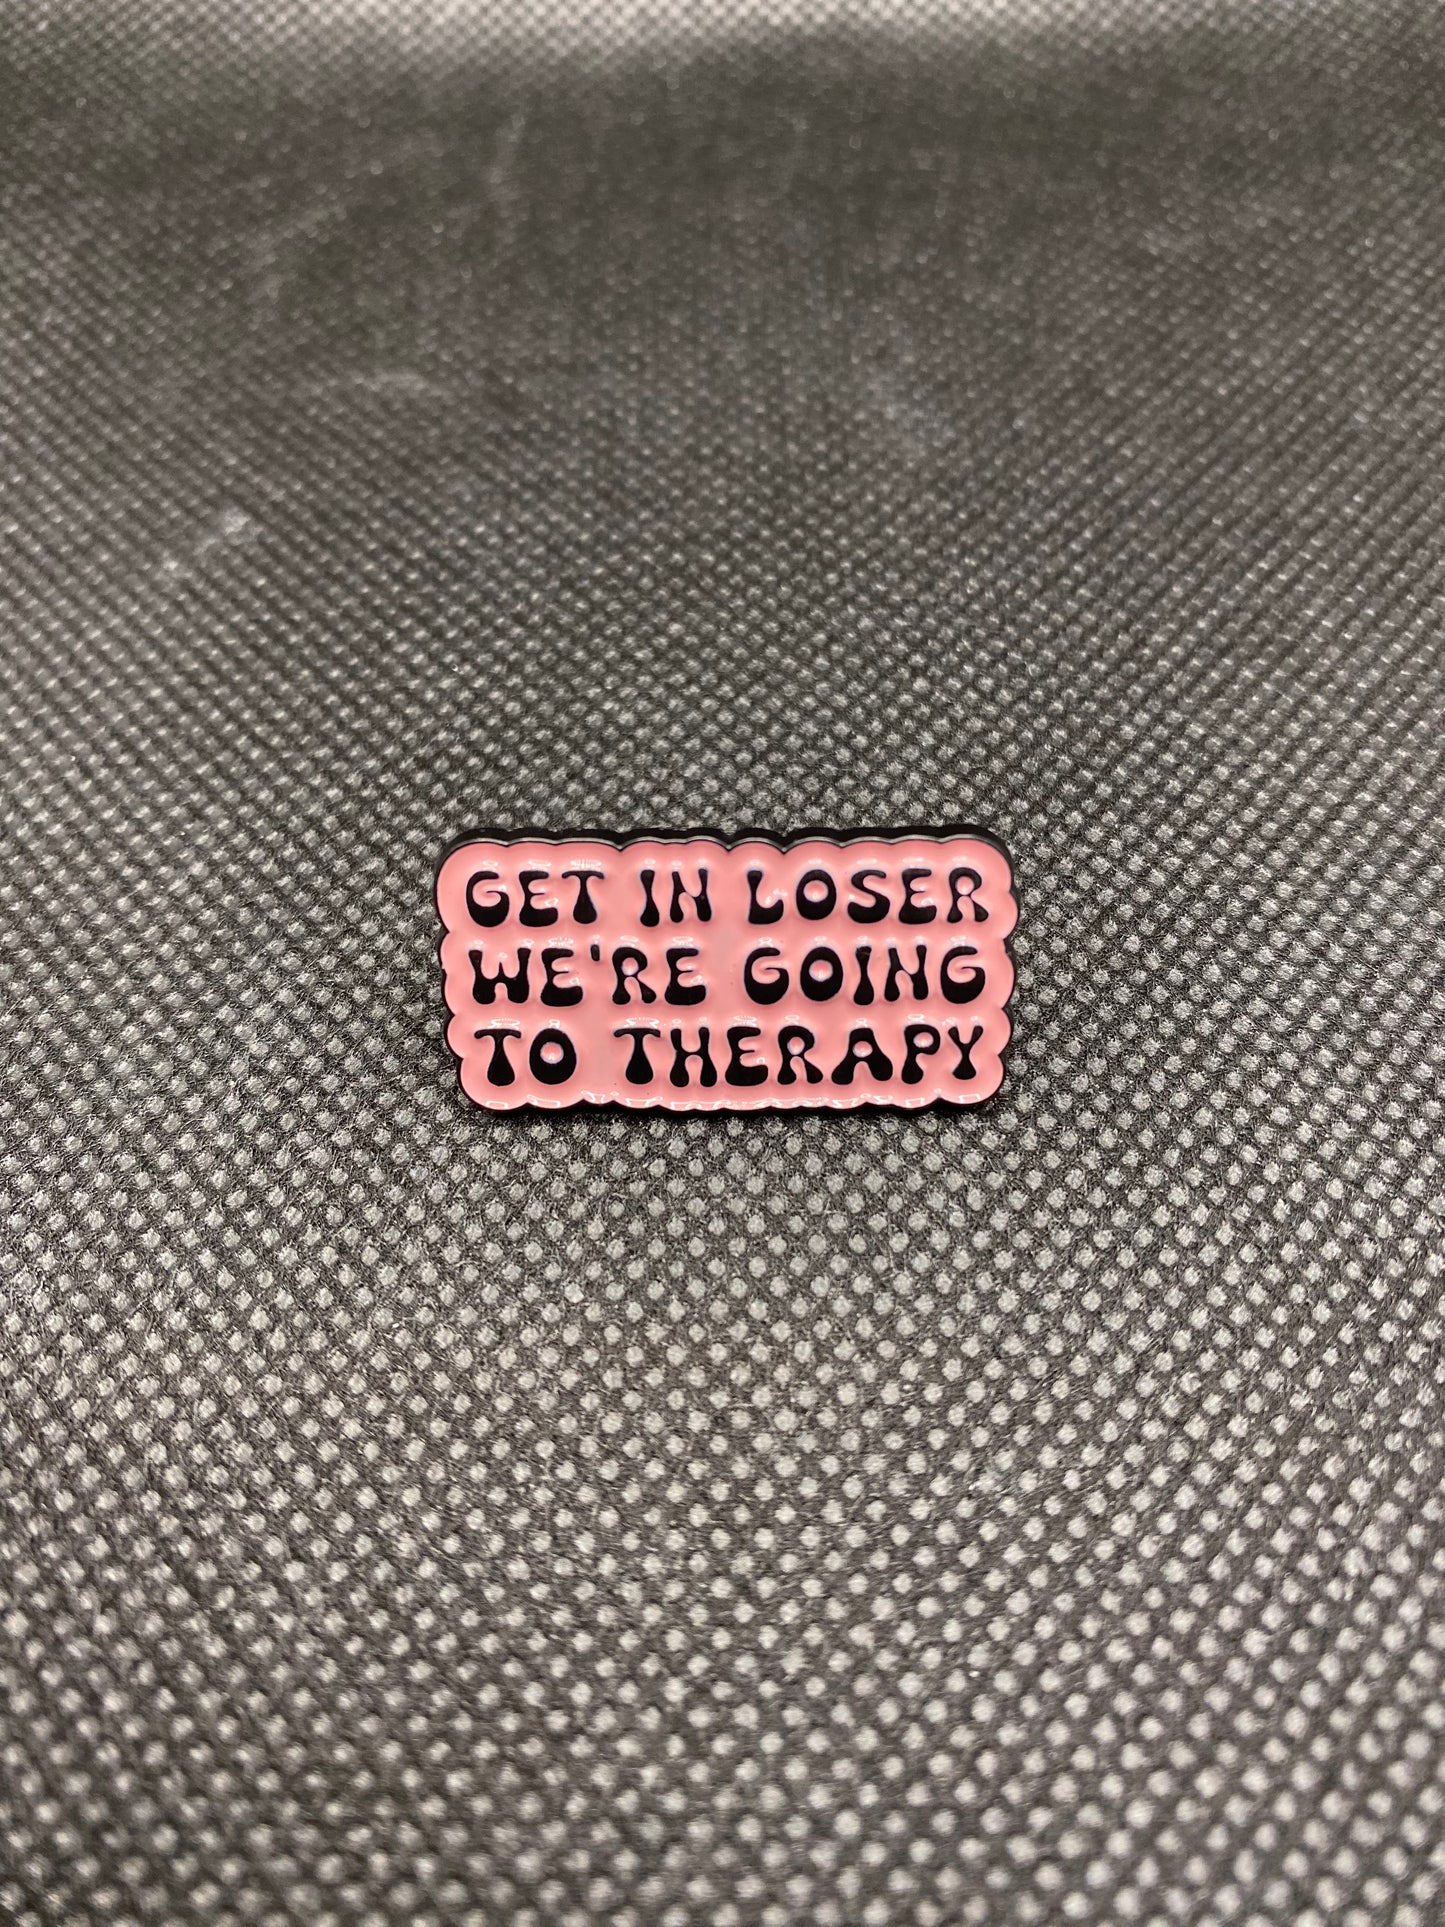 GET IN LOSER
WE'RE GOING
TO THERAPY